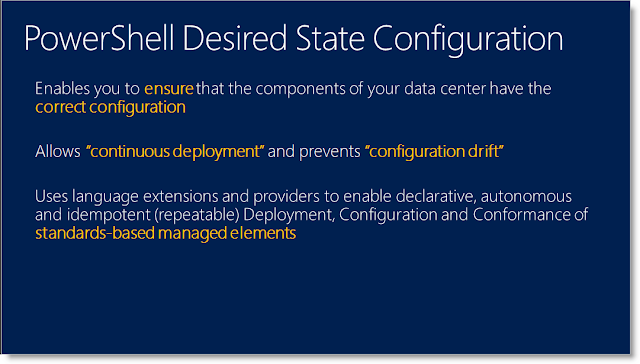 PowerShell Desired State Configuration
Enables you to ensure that the components of your data center have the
correct configuration
Allows "continuous deployment" and prevents "configuration drift"
Uses language extensions and providers to enable declarative, autonomous
and idempotent (repeatable) Deployment, Configuration and Conformance of
standards-based managed elements